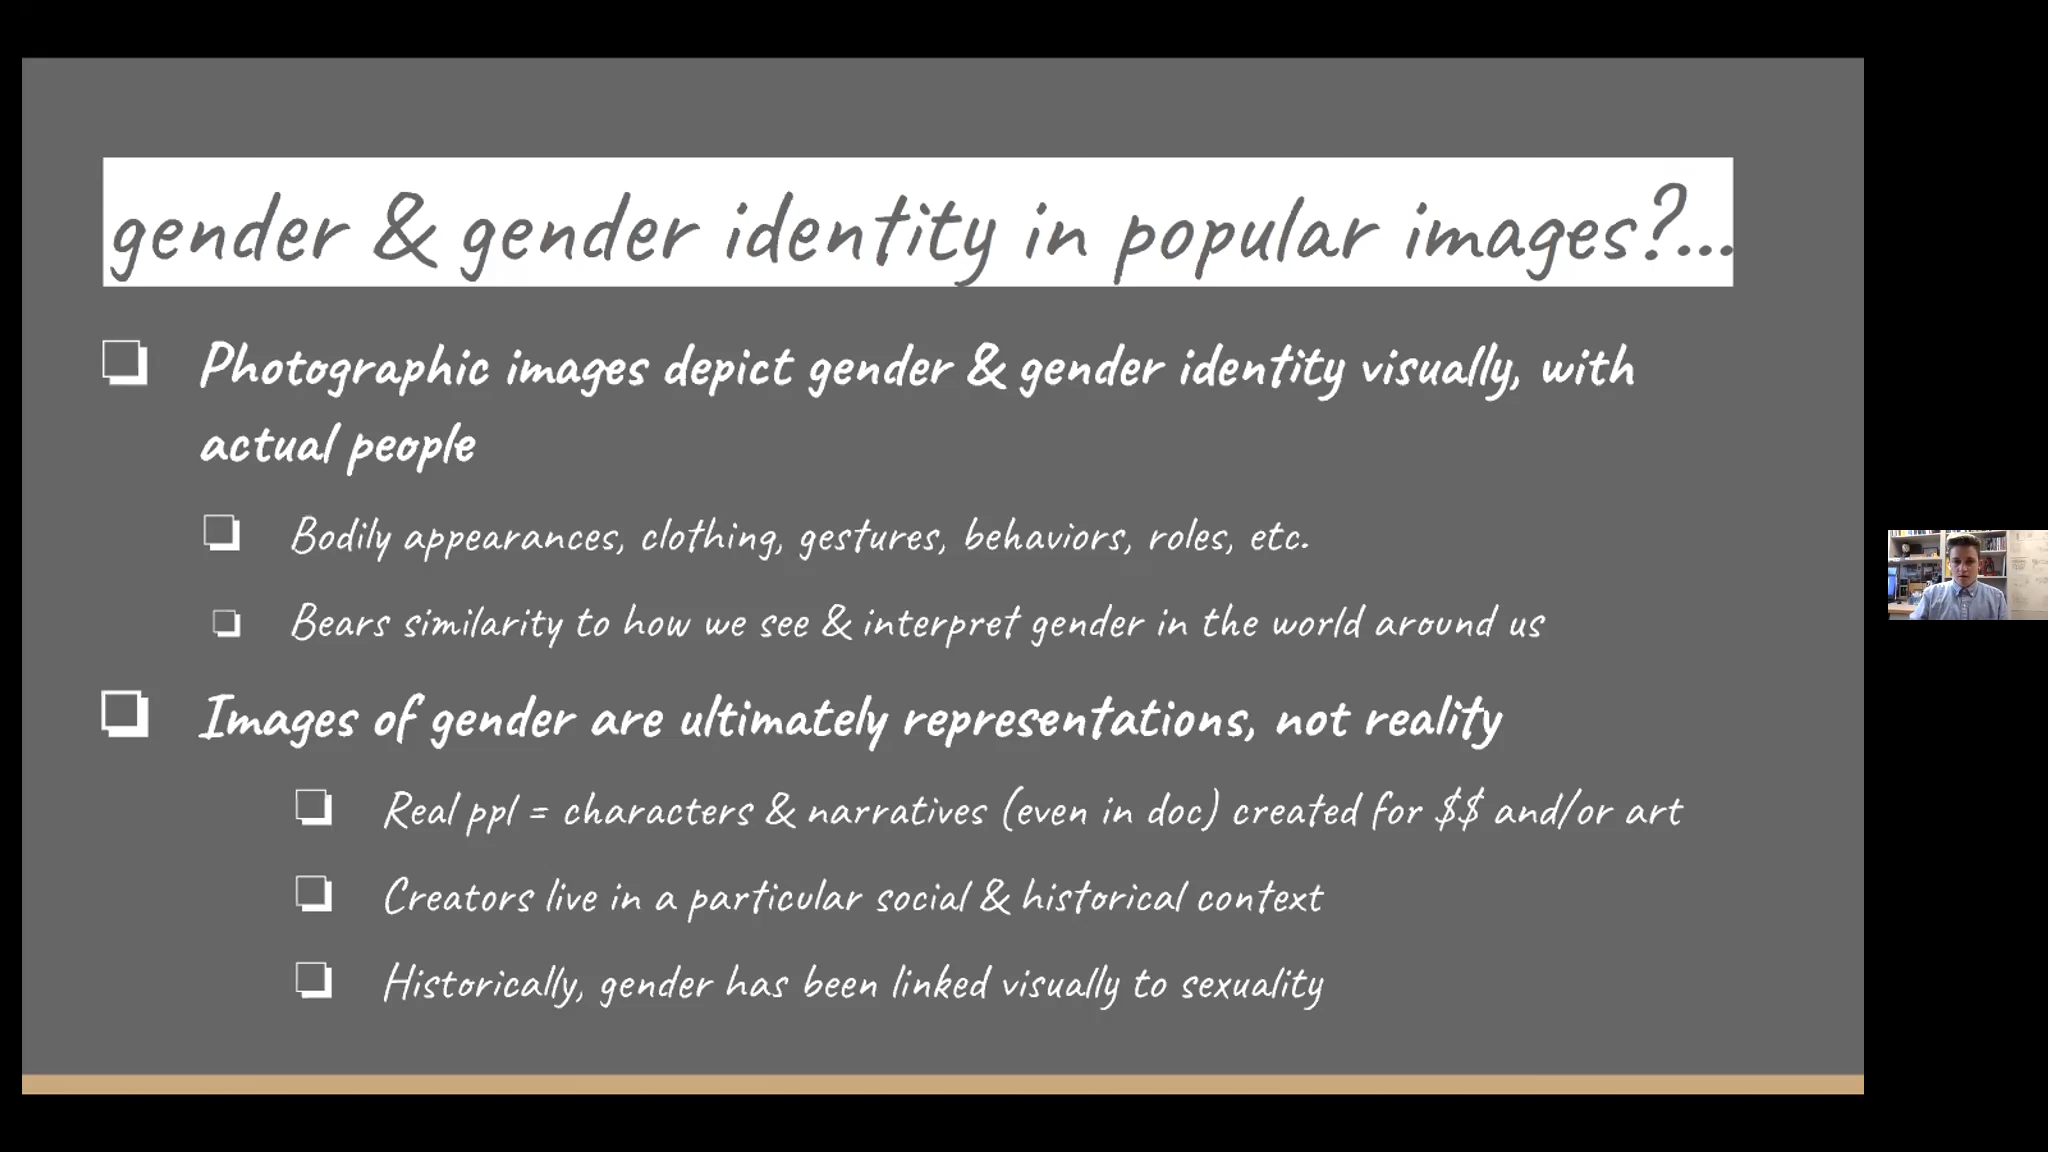 gender & gender identity in popular images?...
Photographic images depict gender & gender identity visually, with
actual people
Bodily appearances, clothing, gestures, behaviors, roles, etc.
Bears similarity to how we see & interpret gender in the world around us
Images of gender are ultimately representations, not reality
Real ppl = characters & narratives (even in doc) created for $$ and/or art
Creators live in a particular social & historical context
Historically, gender has been linked visually to sexuality